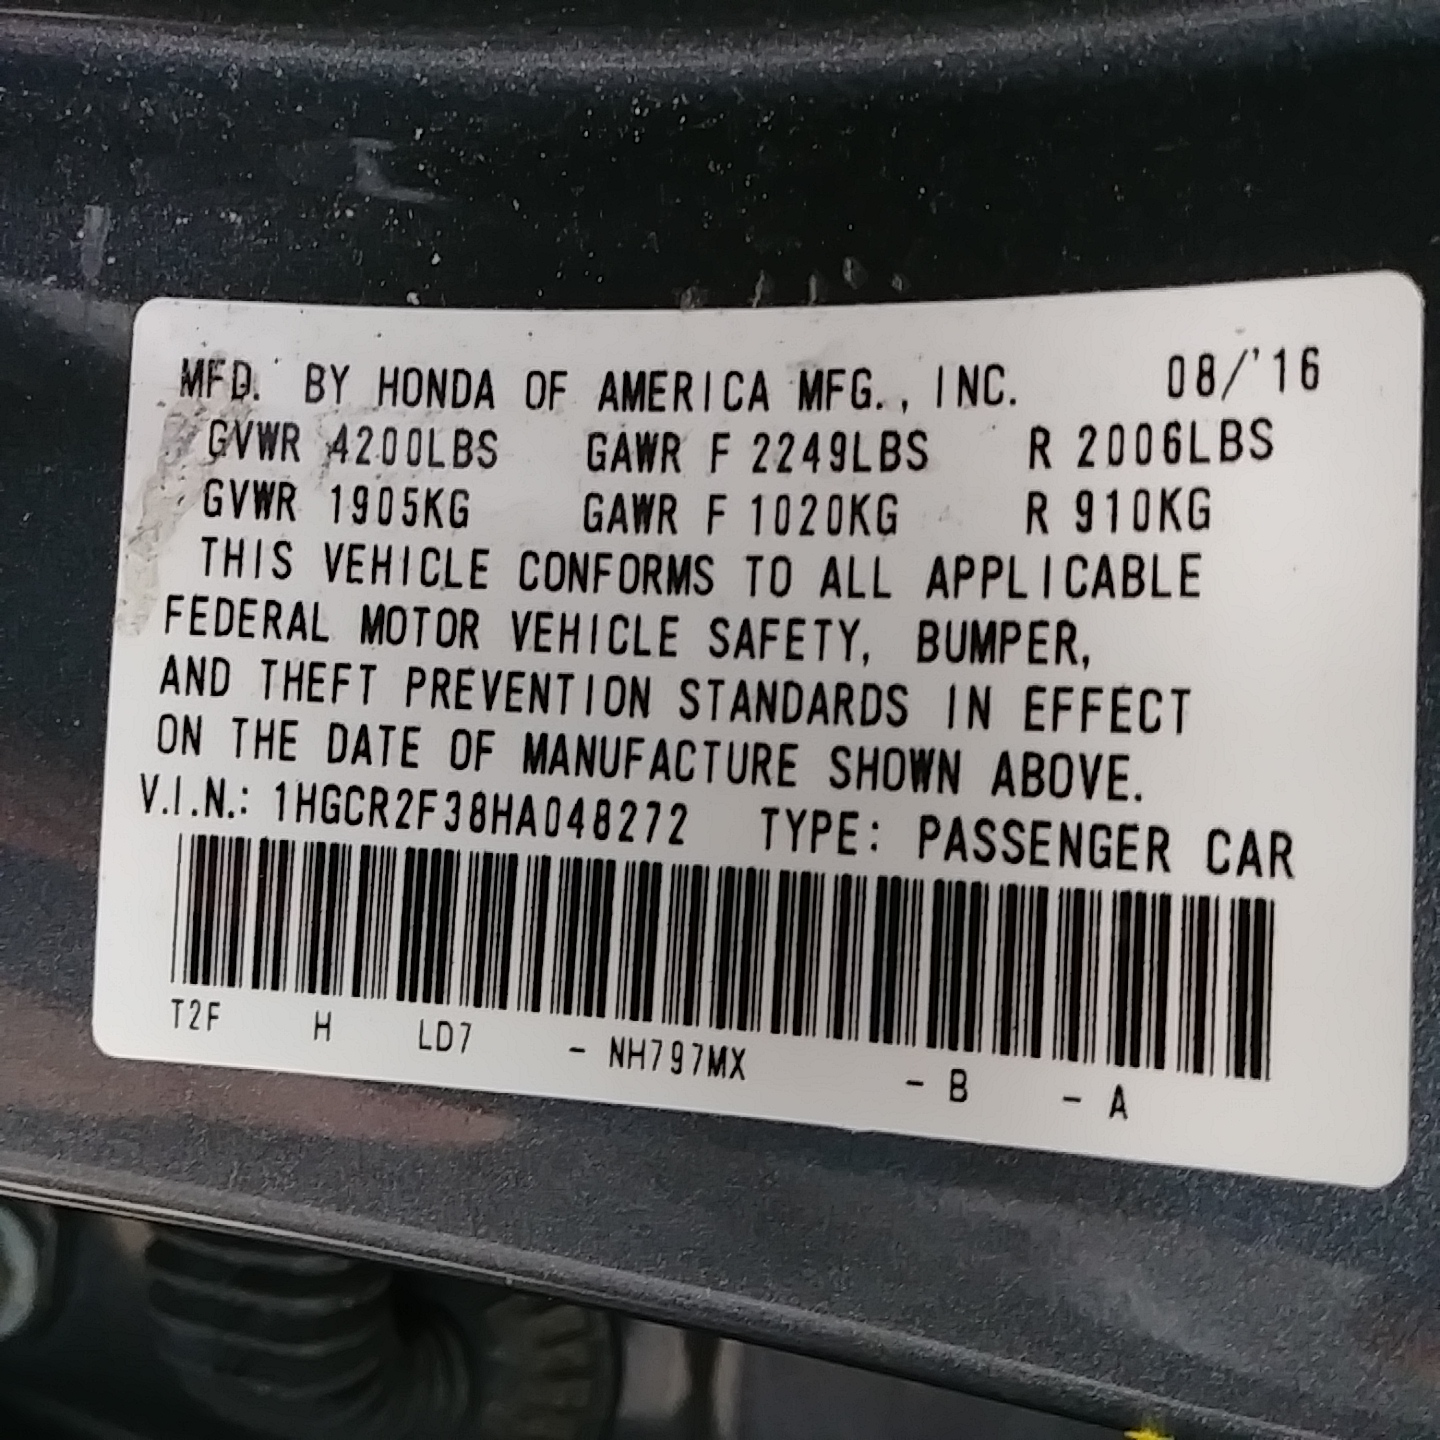 MFD. BY HONDA OF AMERICA MFG., INC. 08/'16
GVWR 4200LBS GAWR F 2249LBS R 2006LBS
GVWR 1905KG GAWR F 1020KG R 910KG
THIS VEHICLE CONFORMS TO ALL APPLICABLE
FEDERAL MOTOR VEHICLE SAFETY, BUMPER,
AND THEFT PREVENTION STANDARDS IN EFFECT
ON THE DATE OF MANUFACTURE SHOWN ABOVE.
V.I.N.: 1HGCR2F38HA048272 TYPE: PASSENGER CAR
T2F H LD7 - NH797MX - B - A